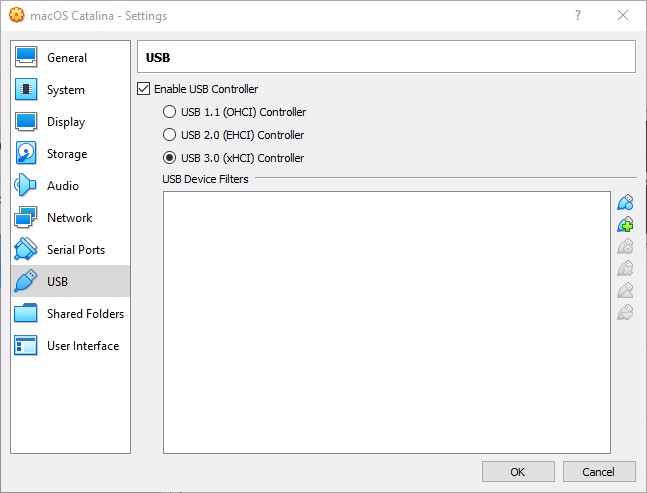 macOS Catalina - Settings
?
General
System
Display
Storage
Audio
Network
Serial Ports
USB
Shared Folders
User Interface
USB
Enable USB Controller
USB 1.1 (OHCI) Controller
USB 2.0 (EHCI) Controller
USB 3.0 (xHCI) Controller
USB Device Filters
OK
Cancel